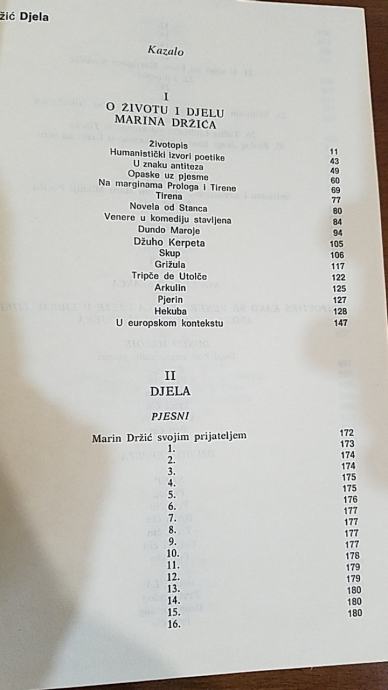 žić Djela
Kazalo
I
O ŽIVOTU I DJELU
MARINA DRŽIĆA
Životopis 11
Humanistički izvori poetike 43
U znaku antiteza 49
Opaske uz pjesme 60
Na marginama Prologa i Tirene 69
Tirena 77
Novela od Stanca 80
Venere u komediju stavljena 84
Dundo Maroje 94
Džuho Kerpeta 105
Skup 106
Grižula 117
Tripče de Utolče 122
Arkulin 125
Pjerin 127
Hekuba 128
U europskom kontekstu 147
II
DJELA
PJESNI
Marin Držić svojim prijateljem 172
1. 173
2. 174
3. 174
4. 175
5. 175
6. 176
7. 177
8. 177
9. 177
10. 177
11. 178
12. 179
13. 179
14. 180
15. 180
16. 180